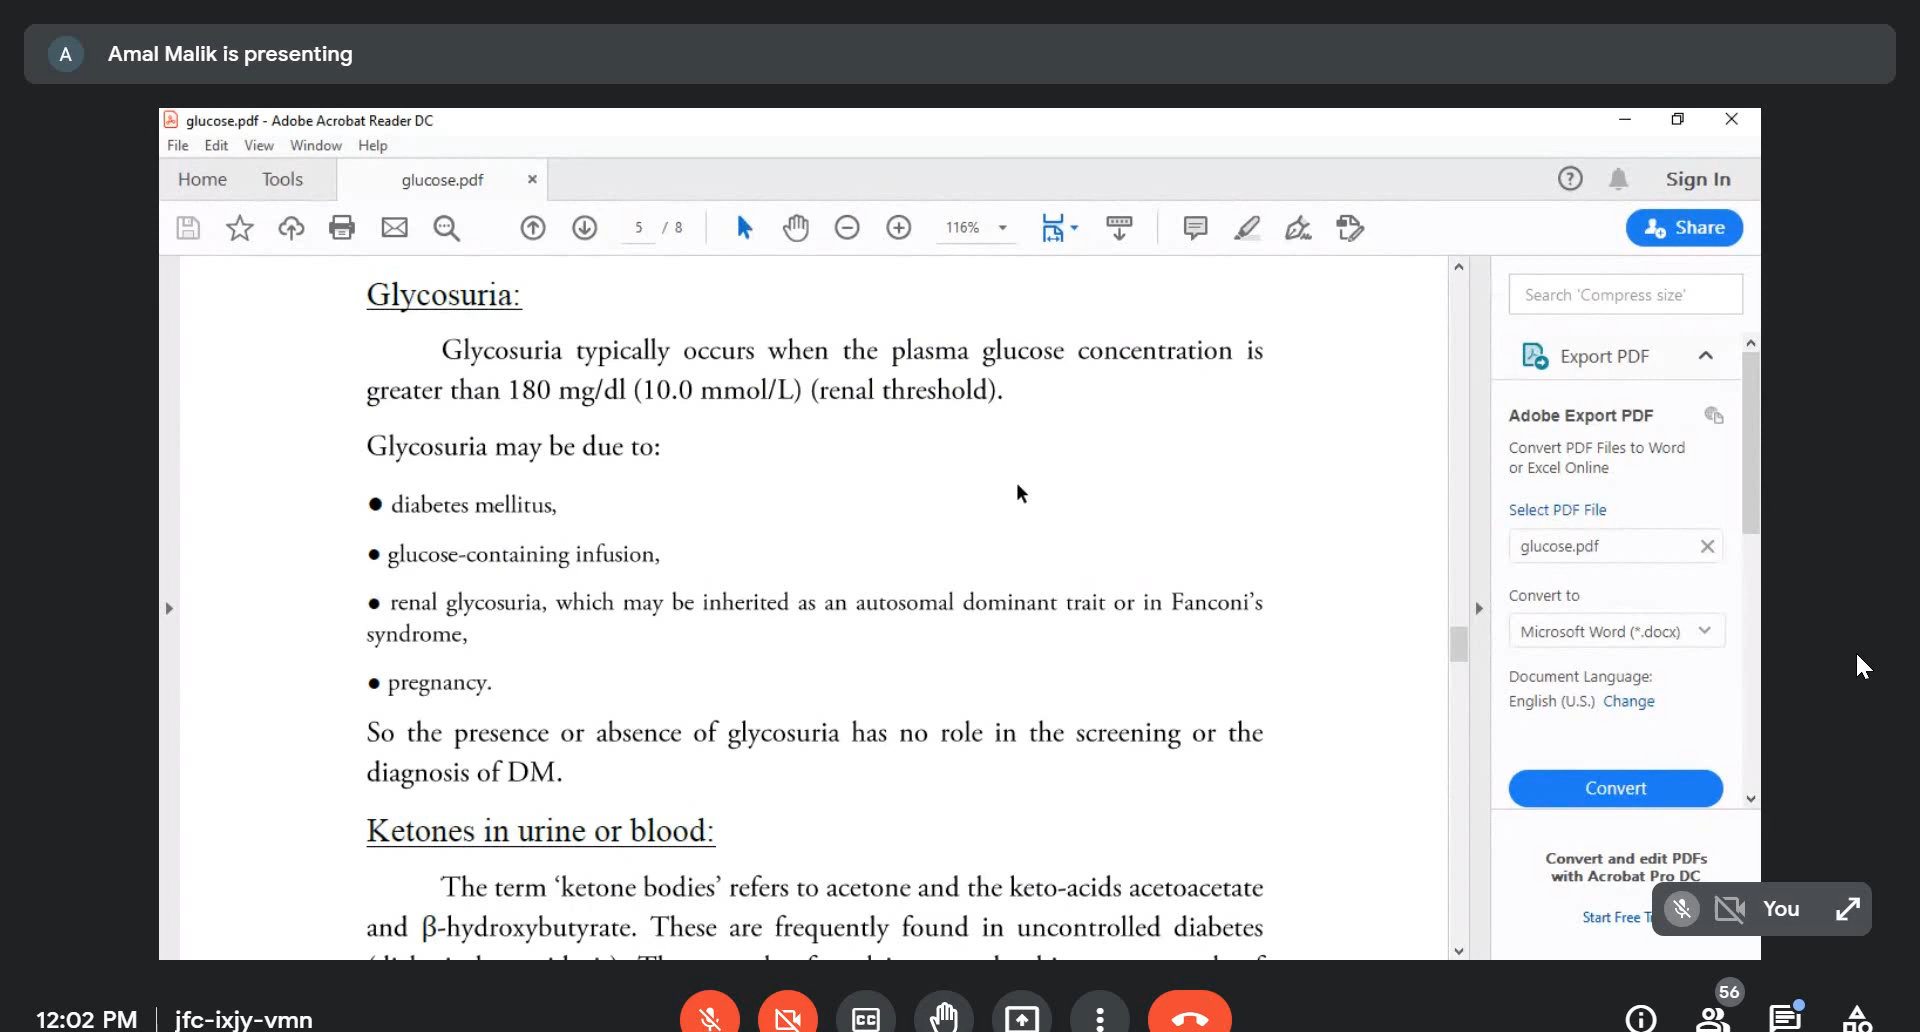 A Amal Malik is presenting
glucose.pdf - Adobe Acrobat Reader DC
File Edit View Window Help
Home Tools glucose.pdf × Sign In
5 / 8 116% Share
Glycosuria:
Glycosuria typically occurs when the plasma glucose concentration is
greater than 180 mg/dl (10.0 mmol/L) (renal threshold).
Glycosuria may be due to:
● diabetes mellitus,
● glucose-containing infusion,
● renal glycosuria, which may be inherited as an autosomal dominant trait or in Fanconi's
syndrome,
● pregnancy.
So the presence or absence of glycosuria has no role in the screening or the
diagnosis of DM.
Ketones in urine or blood:
The term ‘ketone bodies’ refers to acetone and the keto-acids acetoacetate
and β-hydroxybutyrate. These are frequently found in uncontrolled diabetes
Search 'Compress size'
Export PDF
Adobe Export PDF
Convert PDF Files to Word
or Excel Online
Select PDF File
glucose.pdf
Convert to
Microsoft Word (*.docx)
Document Language:
English (U.S.) Change
Convert
Convert and edit PDFs
with Acrobat Pro DC
Start Free
You
12:02 PM | jfc-ixjy-vmn
CC
56